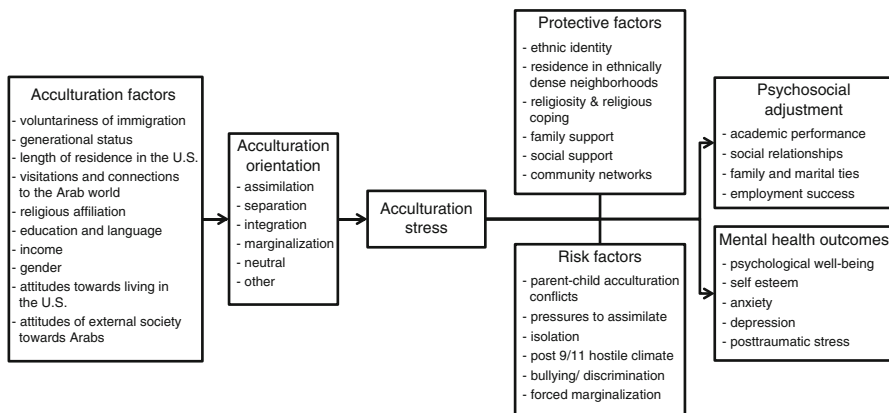 Acculturation factors
- voluntariness of immigration
- generational status
- length of residence in the U.S.
- visitations and connections
to the Arab world
- religious affiliation
- education and language
- income
- gender
- attitudes towards living in
the U.S.
- attitudes of external society
towards Arabs
Acculturation
orientation
- assimilation
- separation
- integration
- marginalization
- neutral
- other
Acculturation
stress
Protective factors
- ethnic identity
- residence in ethnically
dense neighborhoods
- religiosity & religious
coping
- family support
- social support
- community networks
Risk factors
- parent-child acculturation
conflicts
- pressures to assimilate
- isolation
- post 9/11 hostile climate
- bullying/ discrimination
- forced marginalization
Psychosocial
adjustment
- academic performance
- social relationships
- family and marital ties
- employment success
Mental health outcomes
- psychological well-being
- self esteem
- anxiety
- depression
- posttraumatic stress